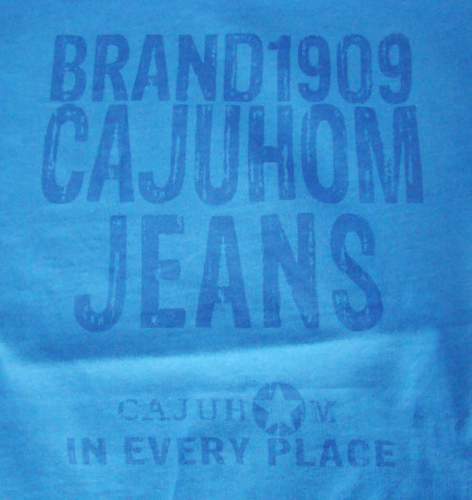 BRAND1909
CAJUHOM
JEANS
CAJUH★M
IN EVERY PLACE